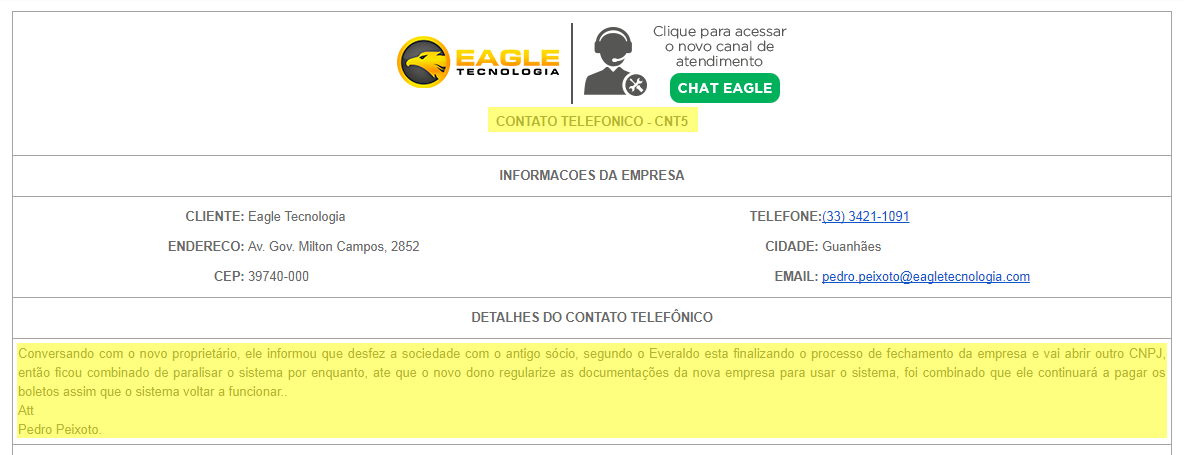 EAGLE
TECNOLOGIA
Clique para acessar
o novo canal de
atendimento
CHAT EAGLE
CONTATO TELEFONICO - CNT5
INFORMACOES DA EMPRESA
CLIENTE: Eagle Tecnologia
TELEFONE:(33) 3421-1091
ENDERECO: Av. Gov. Milton Campos, 2852
CIDADE: Guanhães
CEP: 39740-000
EMAIL: pedro.peixoto@eagletecnologia.com
DETALHES DO CONTATO TELEFÔNICO
Conversando com o novo proprietário, ele informou que desfez a sociedade com o antigo sócio, segundo o Everaldo esta finalizando o processo de fechamento da empresa e vai abrir outro CNPJ,
então ficou combinado de paralisar o sistema por enquanto, ate que o novo dono regularize as documentações da nova empresa para usar o sistema, foi combinado que ele continuará a pagar os
boletos assim que o sistema voltar a funcionar..
Att
Pedro Peixoto.